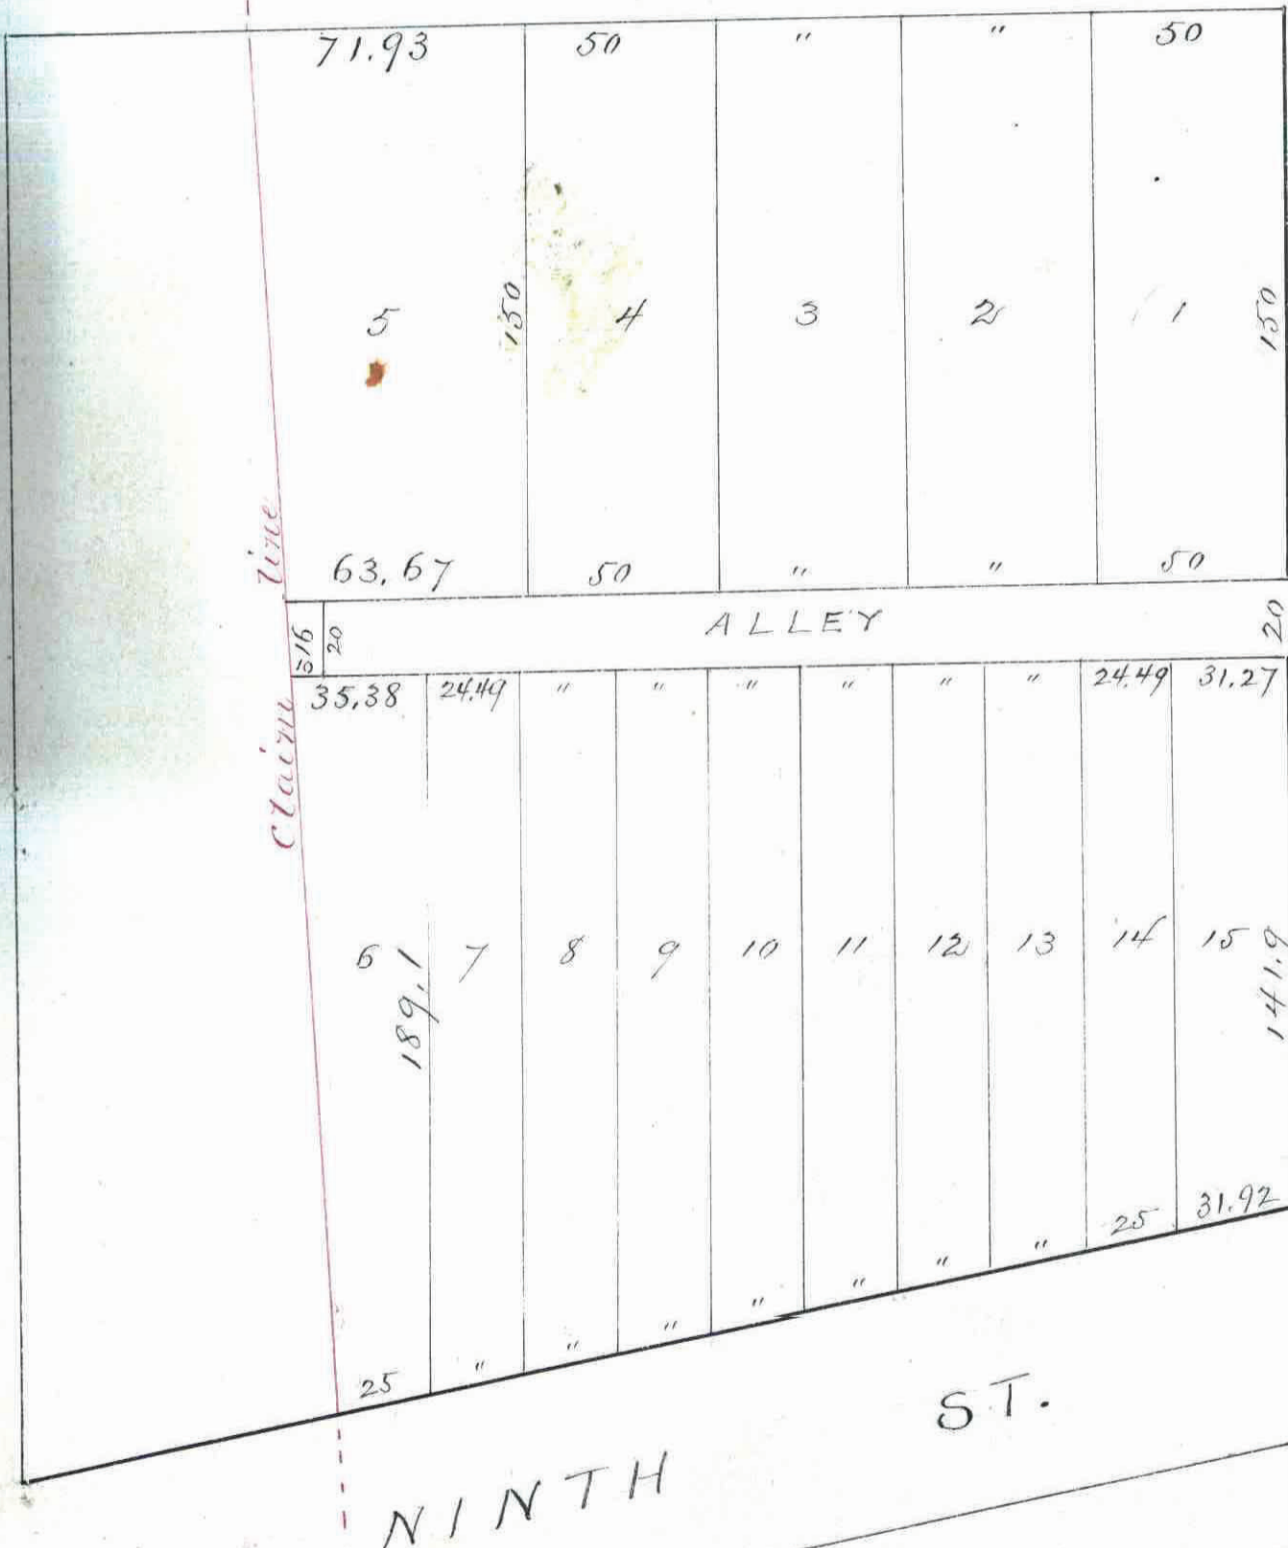 71.93 50 " " 50
5 150 4 3 2 1 150
63.67 50 " " 50
line
16 20 ALLEY 20
35.38 24.49 " " " " " " 24.49 31.27
Claim
6 189.1 7 8 9 10 11 12 13 14 15 141.9
25 " " " " " " " 25 31.92
NINTH ST.